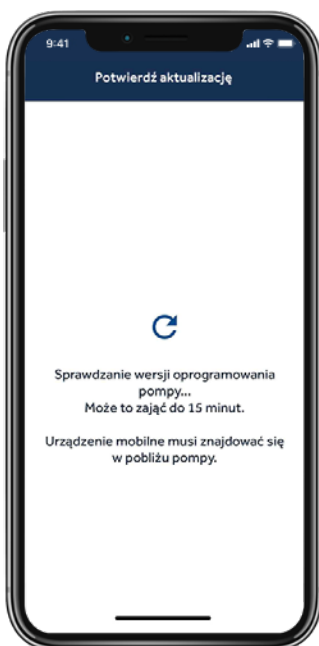 9:41
Potwierdź aktualizację
Sprawdzanie wersji oprogramowania
pompy...
Może to zająć do 15 minut.
Urządzenie mobilne musi znajdować się
w pobliżu pompy.